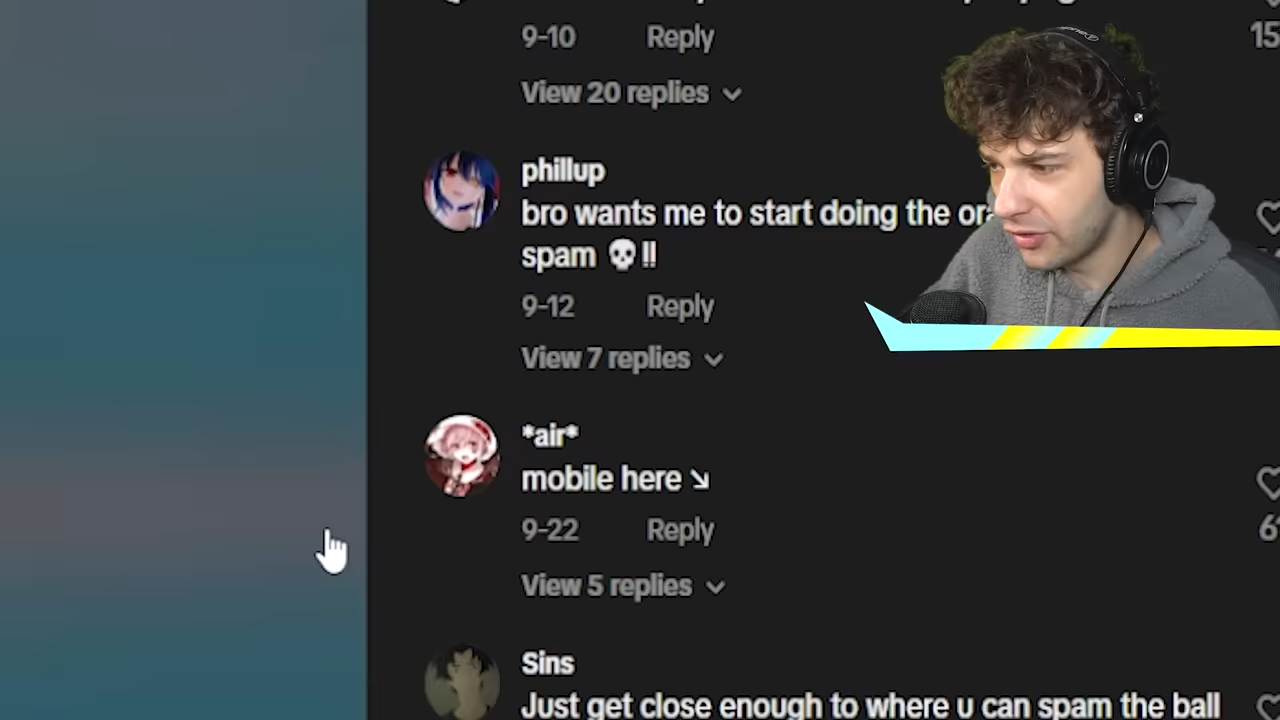 9-10 Reply 15
View 20 replies
phillup
bro wants me to start doing the
spam 💀!!
9-12 Reply
View 7 replies
*air*
mobile here ↘
9-22 Reply
View 5 replies
Sins
Just get close enough to where u can spam the ball